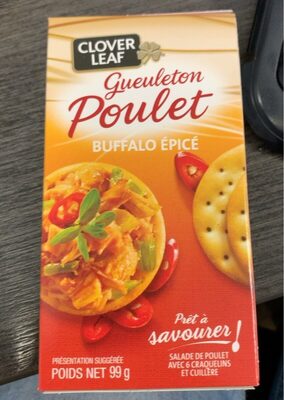 CLOVER
LEAF
Gueuleton
Poulet
BUFFALO ÉPICÉ
Prêt à
savourer!
SALADE DE POULET
AVEC 6 CRAQUELINS
ET CUILLÈRE
PRÉSENTATION SUGGÉRÉE
POIDS NET 99 g